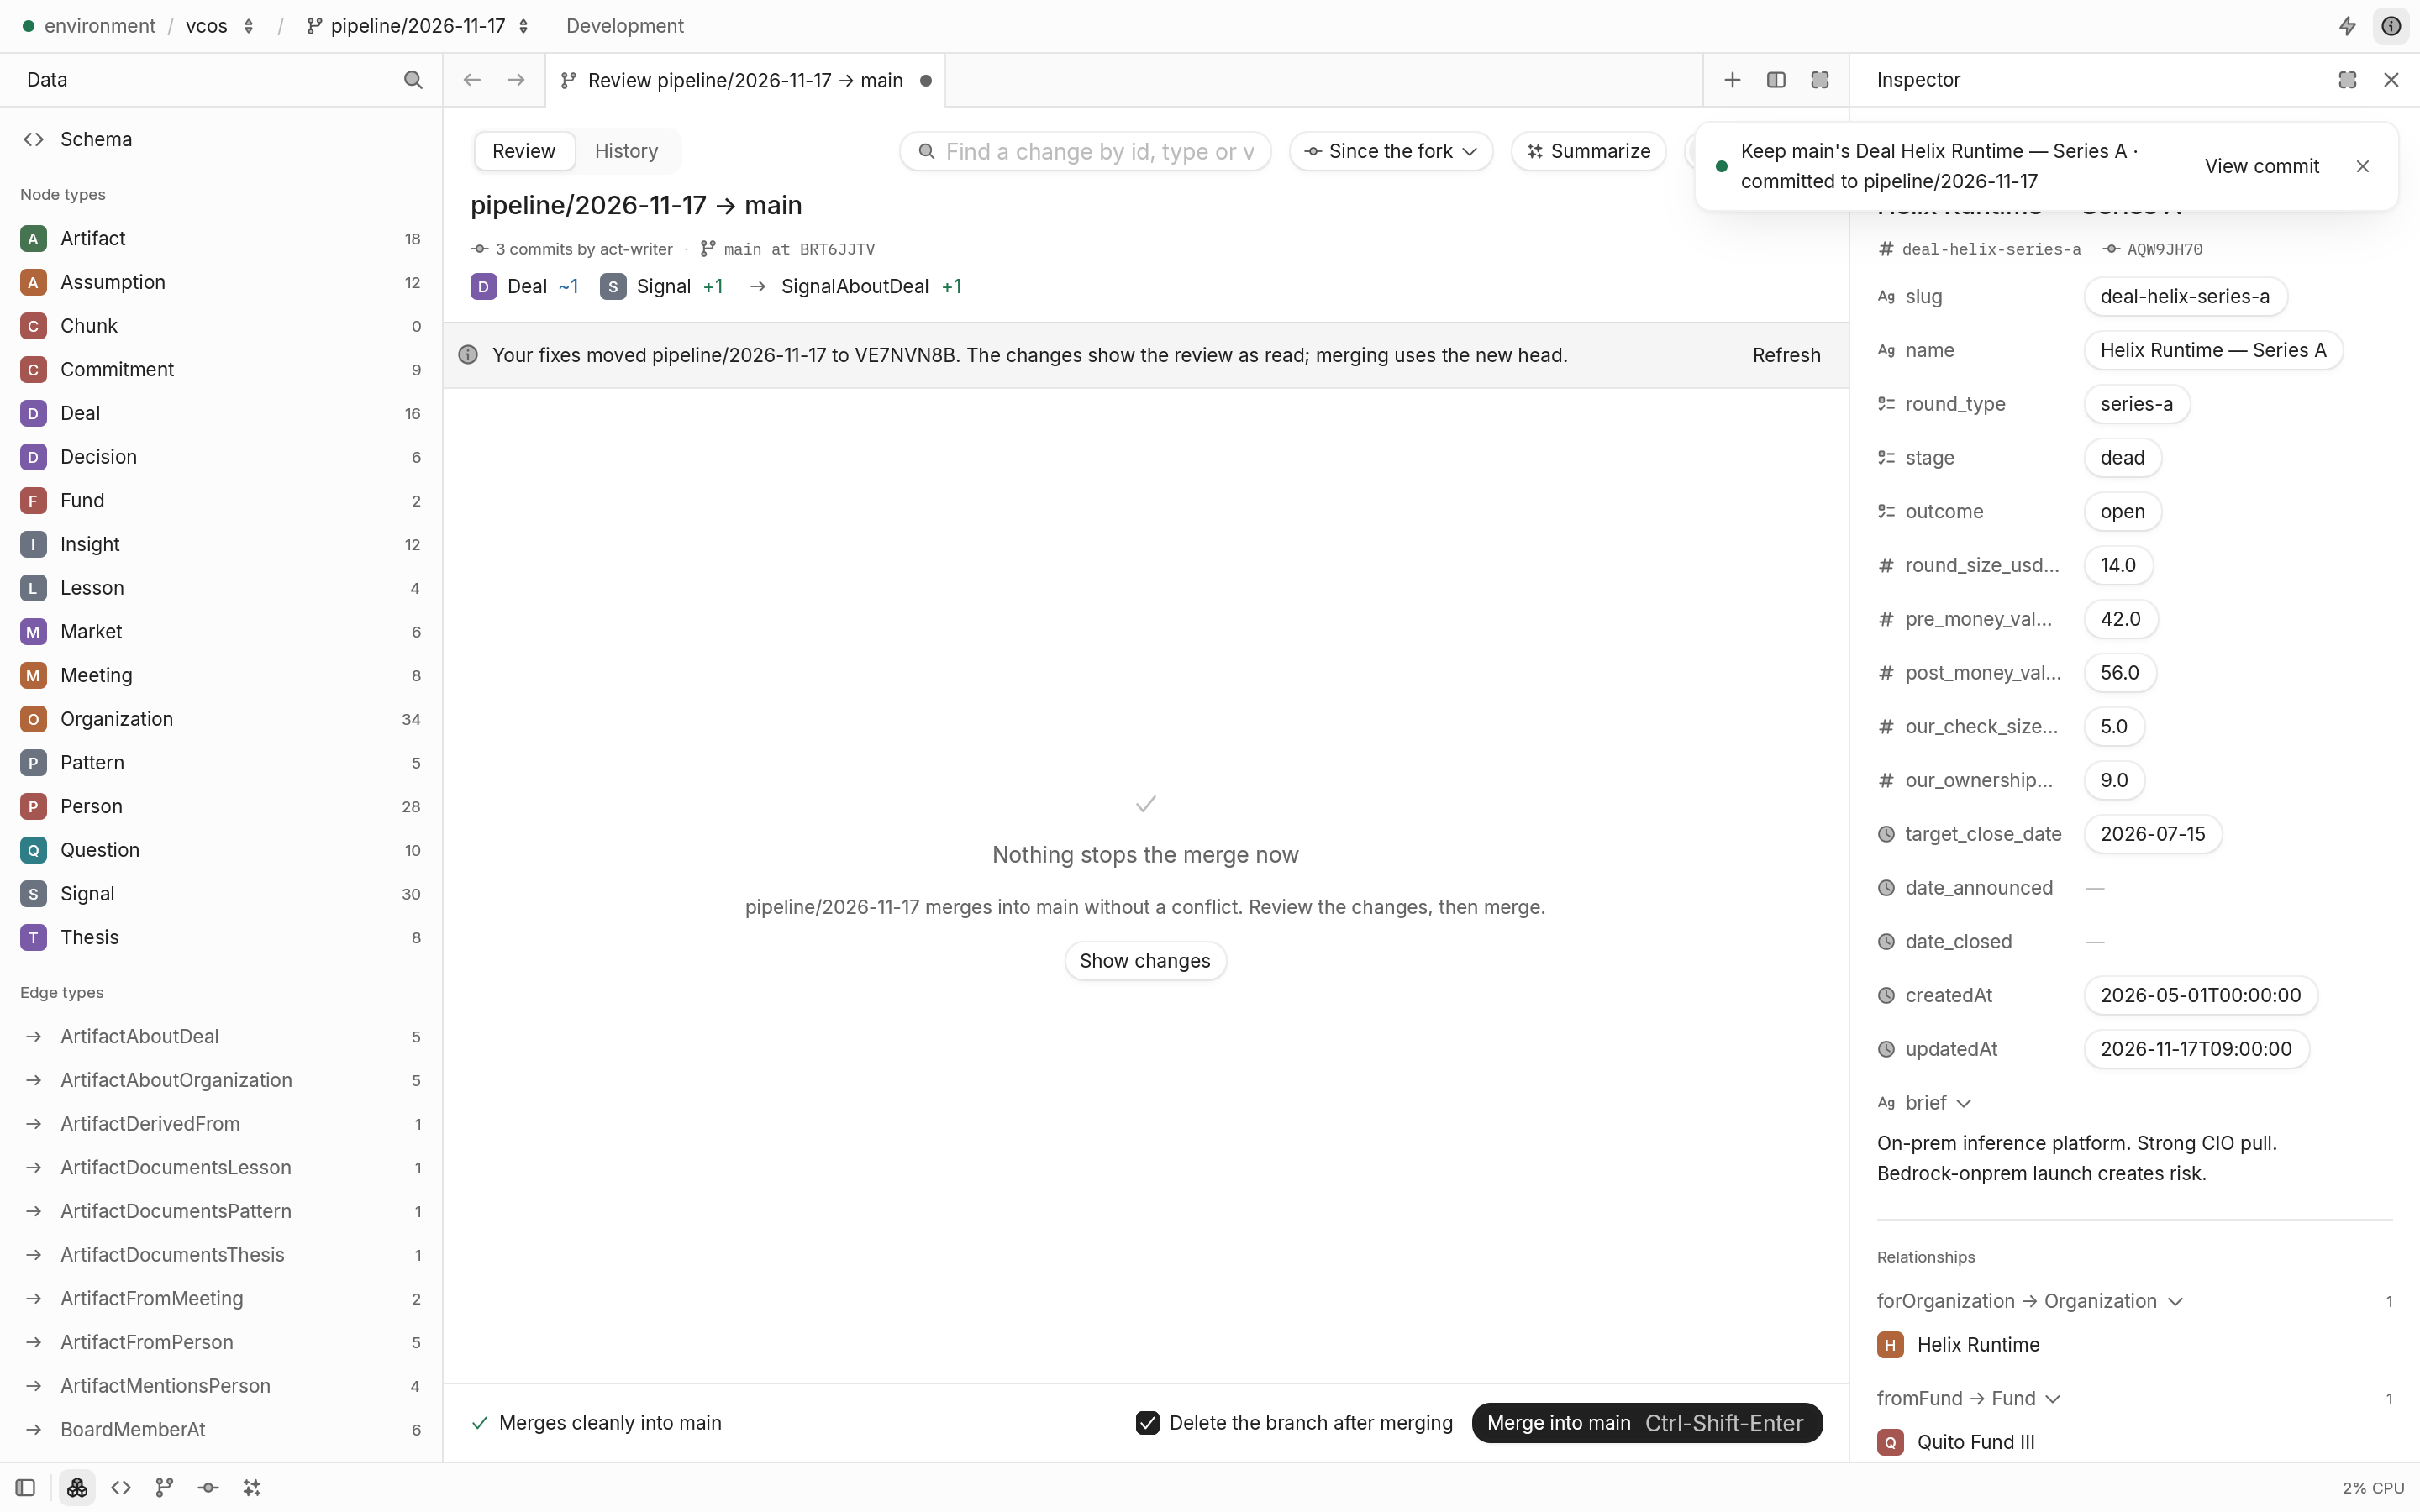 environment / vcos / pipeline/2026-11-17 Development
Data
Schema
Node types
A Artifact 18
A Assumption 12
C Chunk 0
C Commitment 9
D Deal 16
D Decision 6
F Fund 2
I Insight 12
L Lesson 4
M Market 6
M Meeting 8
O Organization 34
P Pattern 5
P Person 28
Q Question 10
S Signal 30
T Thesis 8
Edge types
ArtifactAboutDeal 5
ArtifactAboutOrganization 5
ArtifactDerivedFrom 1
ArtifactDocumentsLesson 1
ArtifactDocumentsPattern 1
ArtifactDocumentsThesis 1
ArtifactFromMeeting 2
ArtifactFromPerson 5
ArtifactMentionsPerson 4
BoardMemberAt 6
Review pipeline/2026-11-17 → main
Review History Find a change by id, type or v Since the fork Summarize
pipeline/2026-11-17 → main
3 commits by act-writer · main at BRT6JJTV
D Deal ~1 S Signal +1 → SignalAboutDeal +1
Your fixes moved pipeline/2026-11-17 to VE7NVN8B. The changes show the review as read; merging uses the new head. Refresh
Nothing stops the merge now
pipeline/2026-11-17 merges into main without a conflict. Review the changes, then merge.
Show changes
Merges cleanly into main Delete the branch after merging Merge into main Ctrl-Shift-Enter
Inspector
Keep main's Deal Helix Runtime — Series A ·
committed to pipeline/2026-11-17
View commit
# deal-helix-series-a AQW9JH70
Ag slug deal-helix-series-a
Ag name Helix Runtime — Series A
round_type series-a
stage dead
outcome open
# round_size_usd... 14.0
# pre_money_val... 42.0
# post_money_val... 56.0
# our_check_size... 5.0
# our_ownership... 9.0
target_close_date 2026-07-15
date_announced —
date_closed —
createdAt 2026-05-01T00:00:00
updatedAt 2026-11-17T09:00:00
Ag brief
On-prem inference platform. Strong CIO pull.
Bedrock-onprem launch creates risk.
Relationships
forOrganization → Organization 1
H Helix Runtime
fromFund → Fund 1
Q Quito Fund III
2% CPU